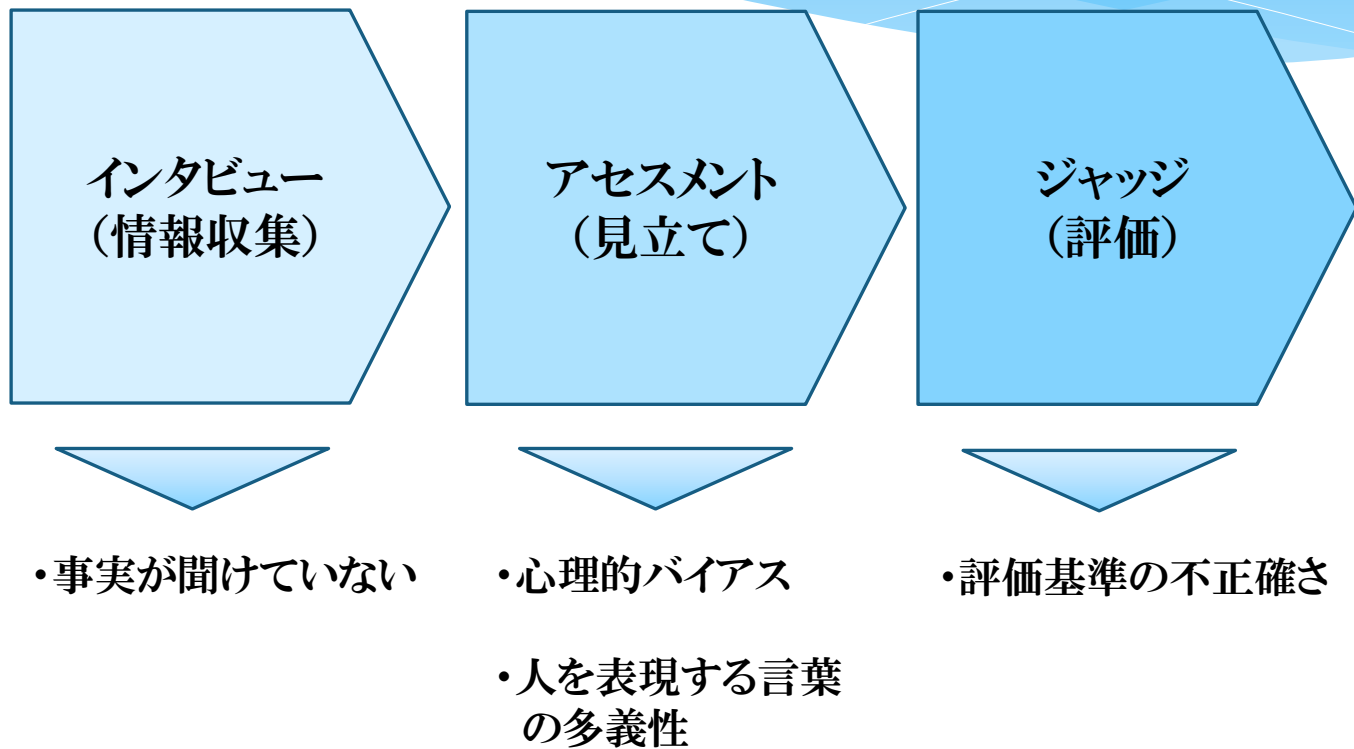 インタビュー
（情報収集）
アセスメント
（見立て）
ジャッジ
（評価）
・事実が聞けていない
・心理的バイアス
・人を表現する言葉
の多義性
・評価基準の不正確さ